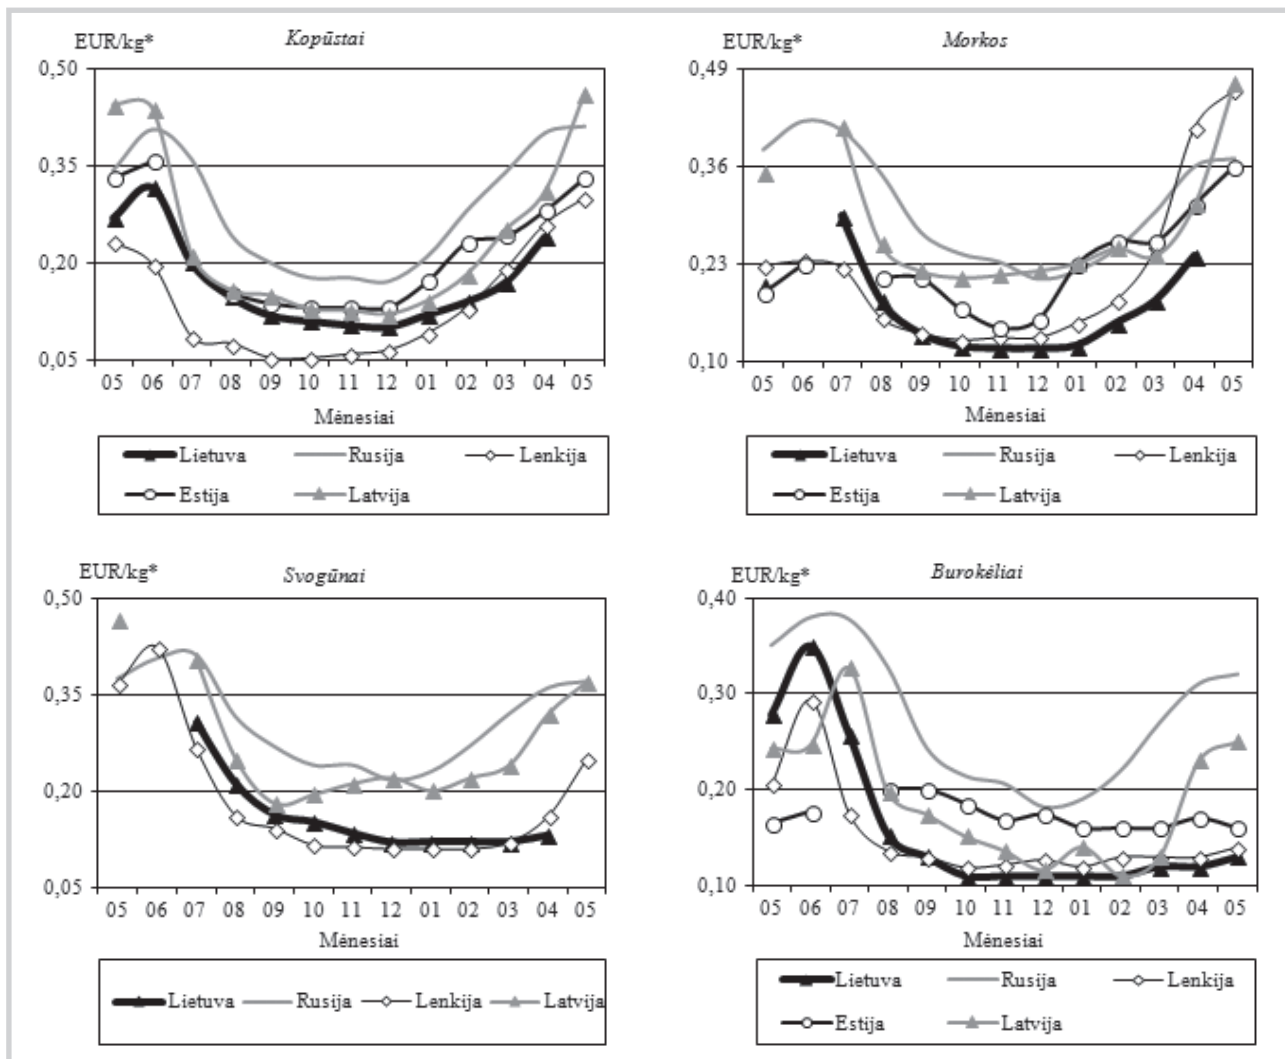 EUR/kg*
Kopūstai
0,50
0,35
0,20
0,05
05 06 07 08 09 10 11 12 01 02 03 04 05
Mėnesiai
Lietuva Rusija Lenkija
Estija Latvija
EUR/kg*
Morkos
0,49
0,36
0,23
0,10
05 06 07 08 09 10 11 12 01 02 03 04 05
Mėnesiai
Lietuva Rusija Lenkija
Estija Latvija
EUR/kg*
Svogūnai
0,50
0,35
0,20
0,05
05 06 07 08 09 10 11 12 01 02 03 04 05
Mėnesiai
Lietuva Rusija Lenkija Latvija
EUR/kg*
Burokėliai
0,40
0,30
0,20
0,10
05 06 07 08 09 10 11 12 01 02 03 04 05
Mėnesiai
Lietuva Rusija Lenkija
Estija Latvija